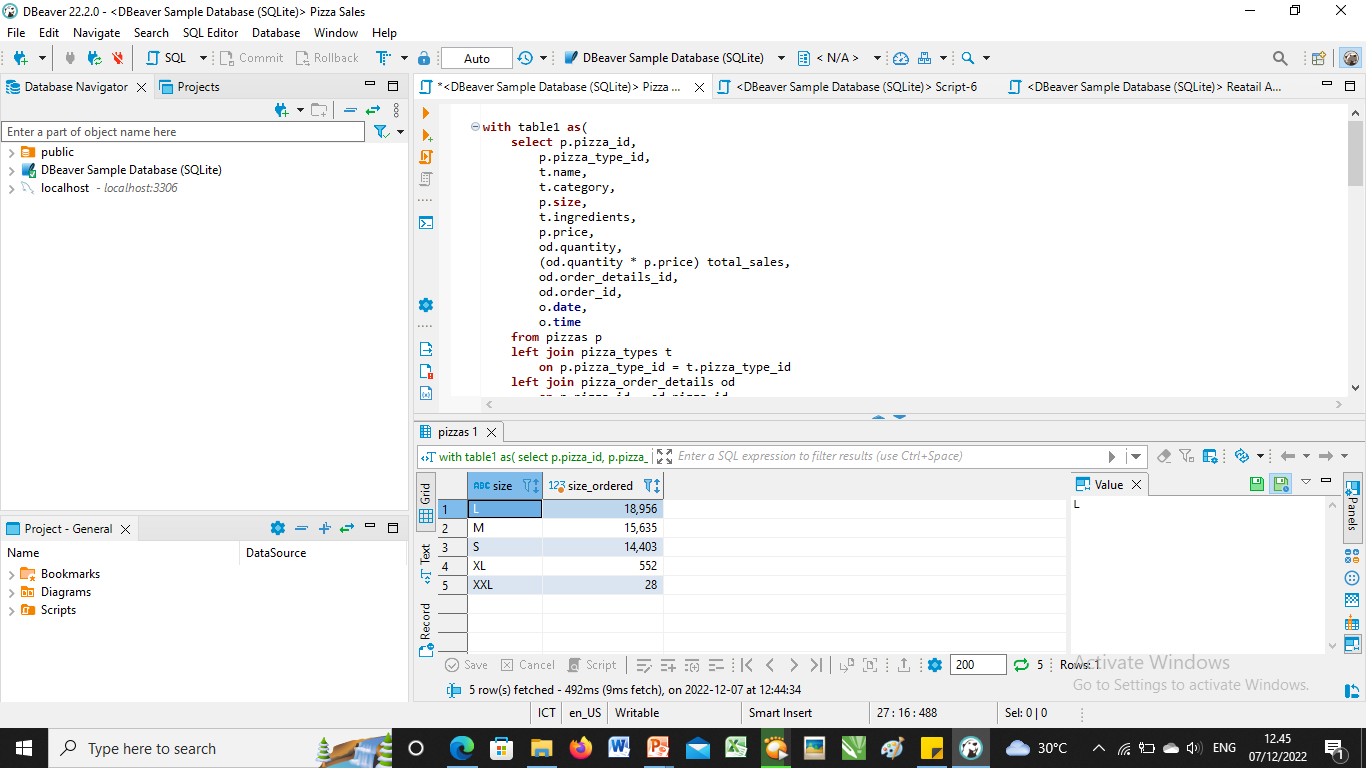 DBeaver 22.2.0 - <DBeaver Sample Database (SQLite)> Pizza Sales
File Edit Navigate Search SQL Editor Database Window Help
SQL Commit Rollback Auto DBeaver Sample Database (SQLite) < N/A >
Database Navigator Projects
*<DBeaver Sample Database (SQLite)> Pizza ... <DBeaver Sample Database (SQLite)> Script-6 <DBeaver Sample Database (SQLite)> Reatail A...
Enter a part of object name here
public
DBeaver Sample Database (SQLite)
localhost - localhost:3306
with table1 as(
select p.pizza_id,
p.pizza_type_id,
t.name,
t.category,
p.size,
t.ingredients,
p.price,
od.quantity,
(od.quantity * p.price) total_sales,
od.order_details_id,
od.order_id,
o.date,
o.time
from pizzas p
left join pizza_types t
on p.pizza_type_id = t.pizza_type_id
left join pizza_order_details od
pizzas 1
with table1 as( select p.pizza_id, p.pizza_ Enter a SQL expression to filter results (use Ctrl+Space)
Grid
Text
Record
ABC size 123 size_ordered
1 L 18,956
2 M 15,635
3 S 14,403
4 XL 552
5 XXL 28
Value
L
Panels
Project - General
Name DataSource
Bookmarks
Diagrams
Scripts
Save Cancel Script 200 5 Rows: 1
5 row(s) fetched - 492ms (9ms fetch), on 2022-12-07 at 12:44:34
Activate Windows
Go to Settings to activate Windows.
ICT en_US Writable Smart Insert 27 : 16 : 488 Sel: 0 | 0
Type here to search 30°C ENG 12.45
07/12/2022
1